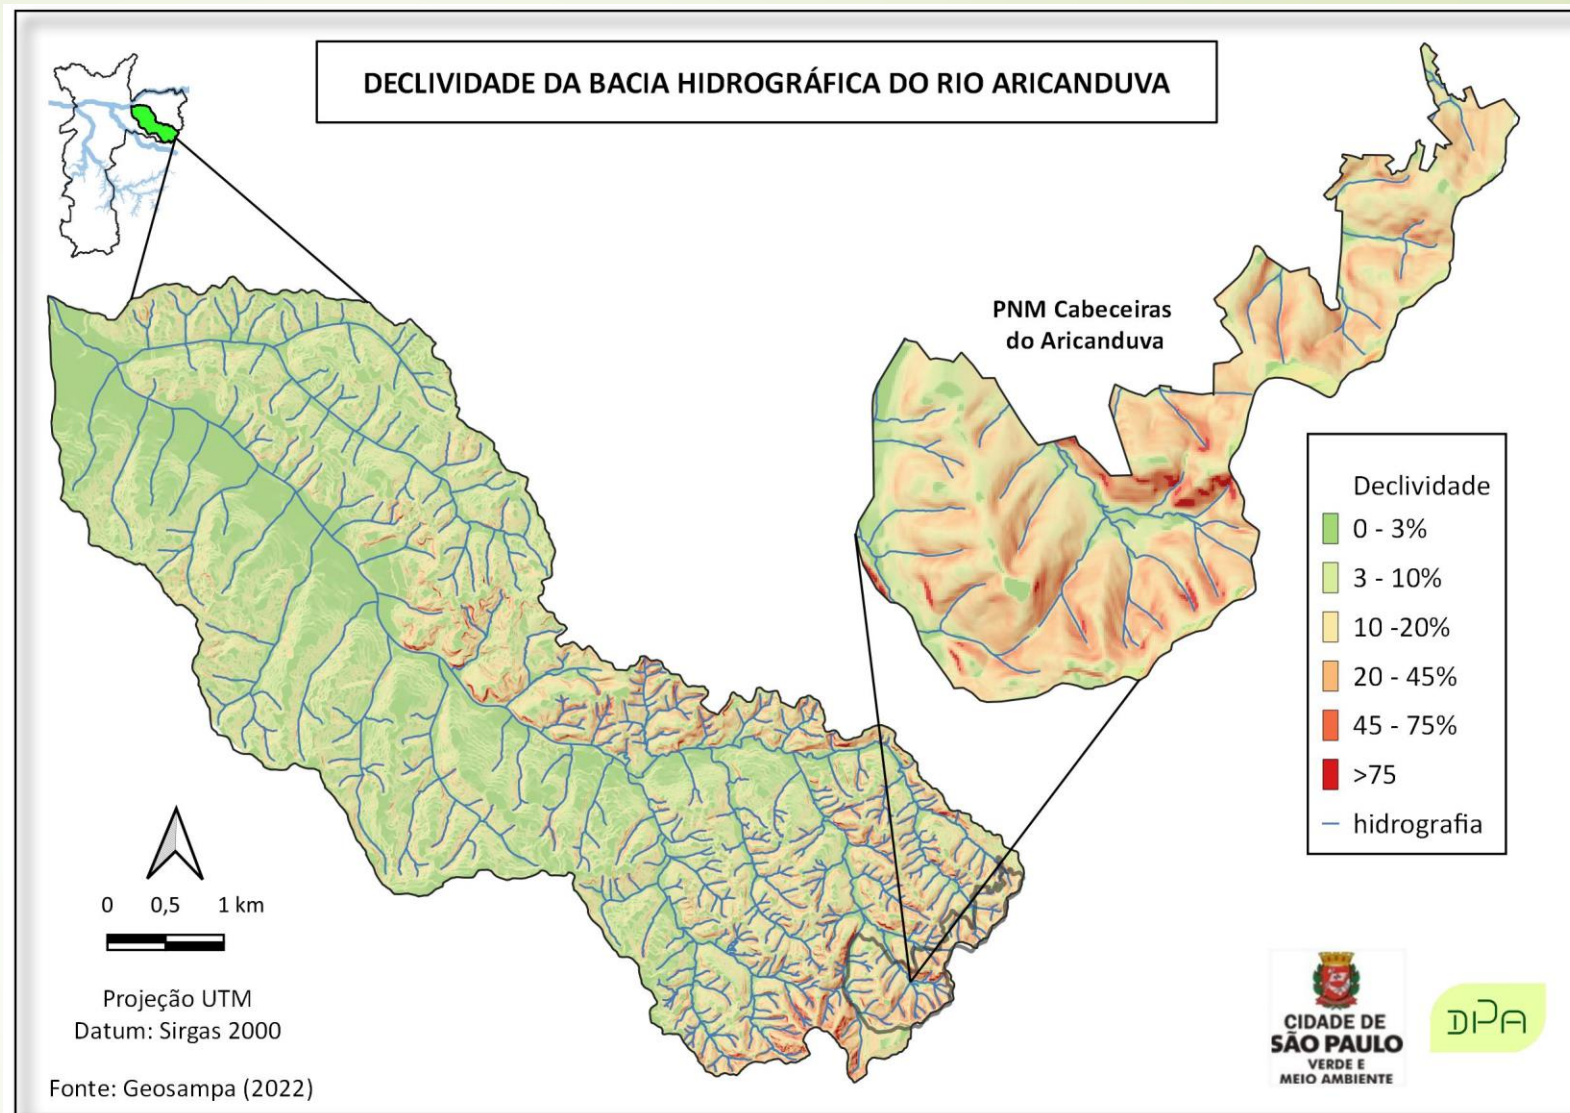 DECLIVIDADE DA BACIA HIDROGRÁFICA DO RIO ARICANDUVA
PNM Cabeceiras
do Aricanduva
Declividade
0 - 3%
3 - 10%
10 -20%
20 - 45%
45 - 75%
>75
hidrografia
0 0,5 1 km
Projeção UTM
Datum: Sirgas 2000
Fonte: Geosampa (2022)
CIDADE DE
SÃO PAULO
VERDE E
MEIO AMBIENTE
DPA